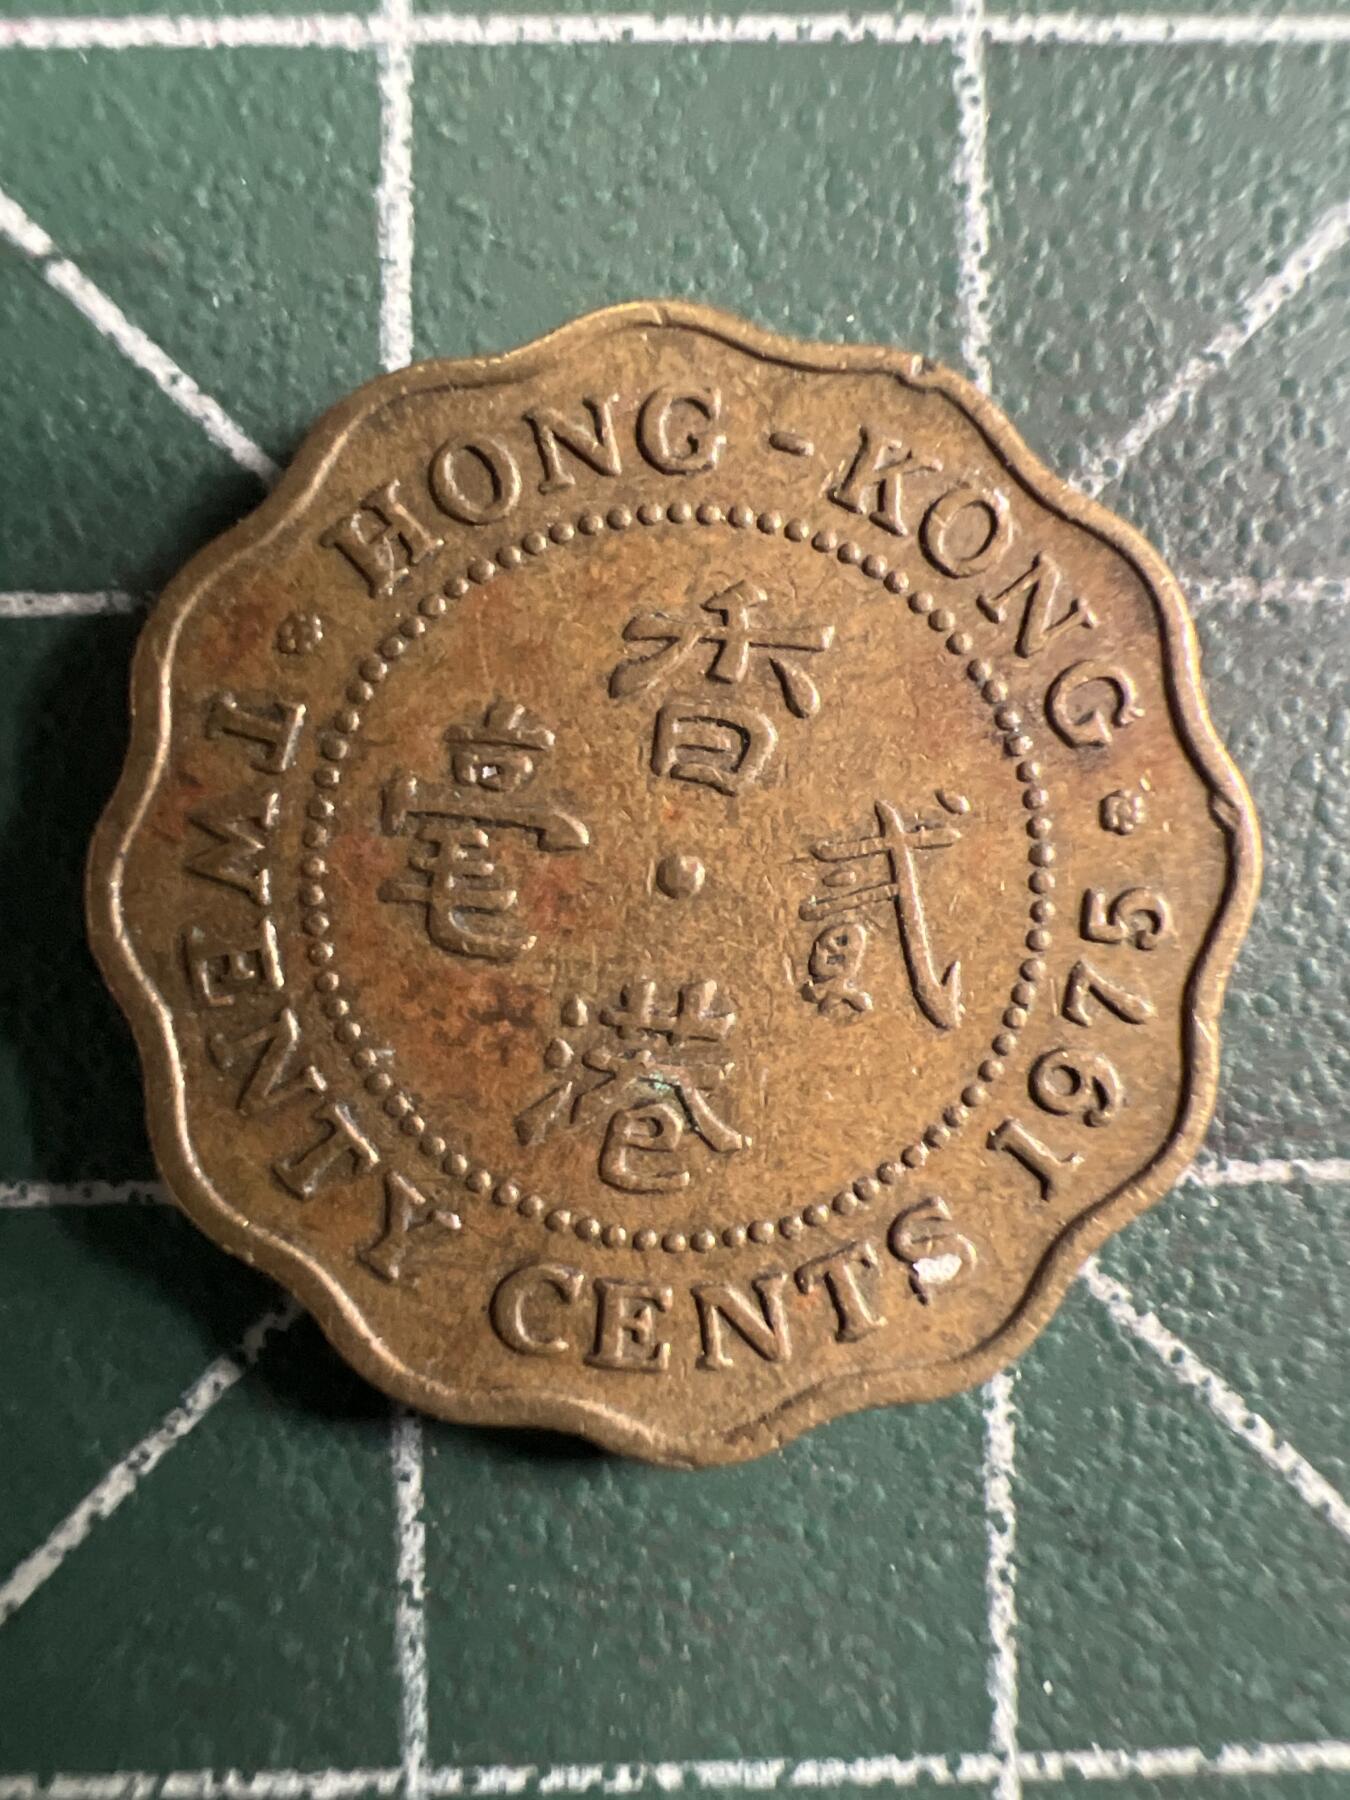 HONG-KONG
1975
TWENTY CENTS
香港
貳毫